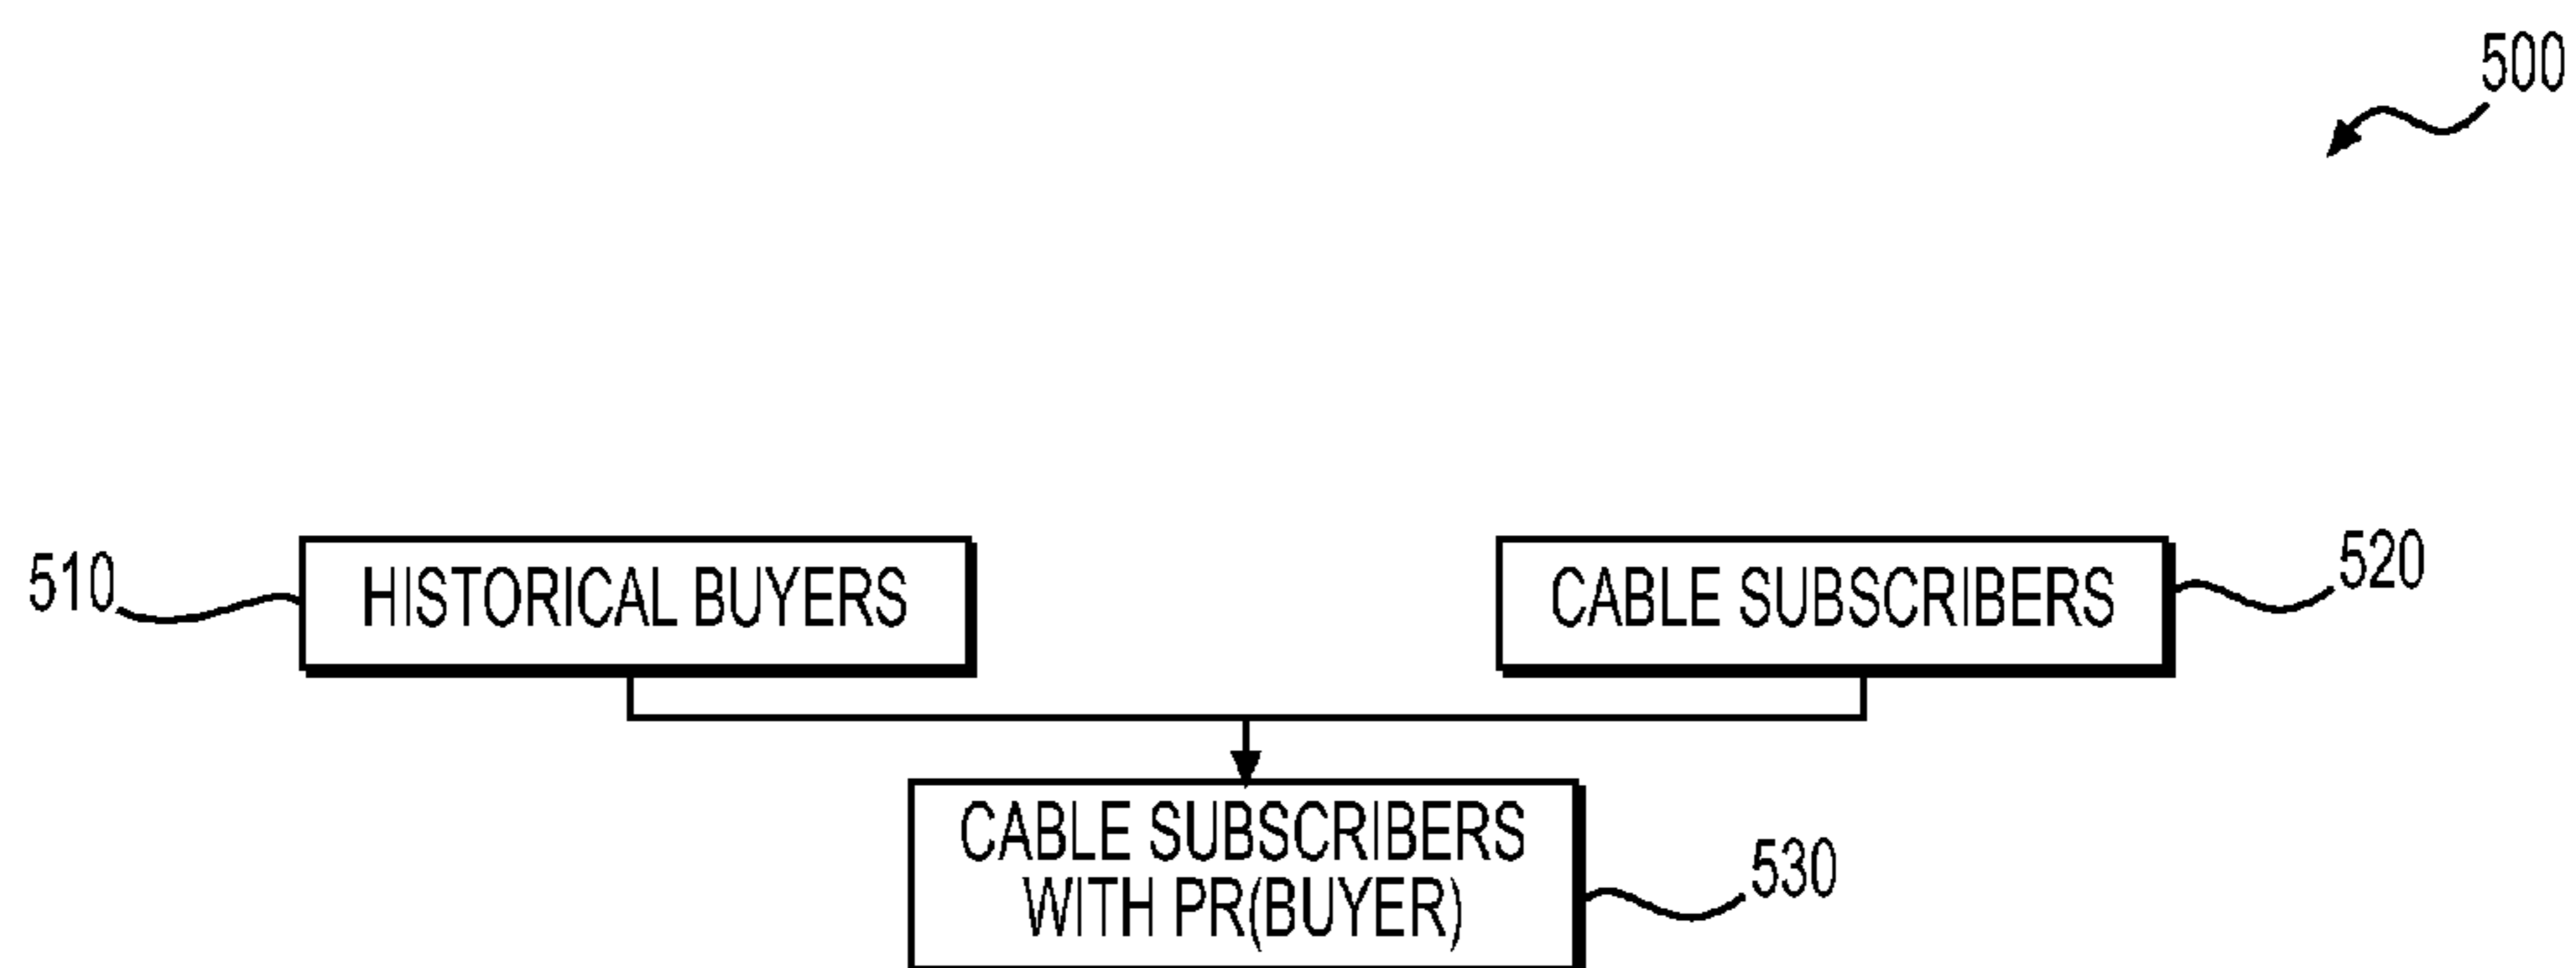 500
510
HISTORICAL BUYERS
CABLE SUBSCRIBERS
520
CABLE SUBSCRIBERS
WITH PR(BUYER)
530